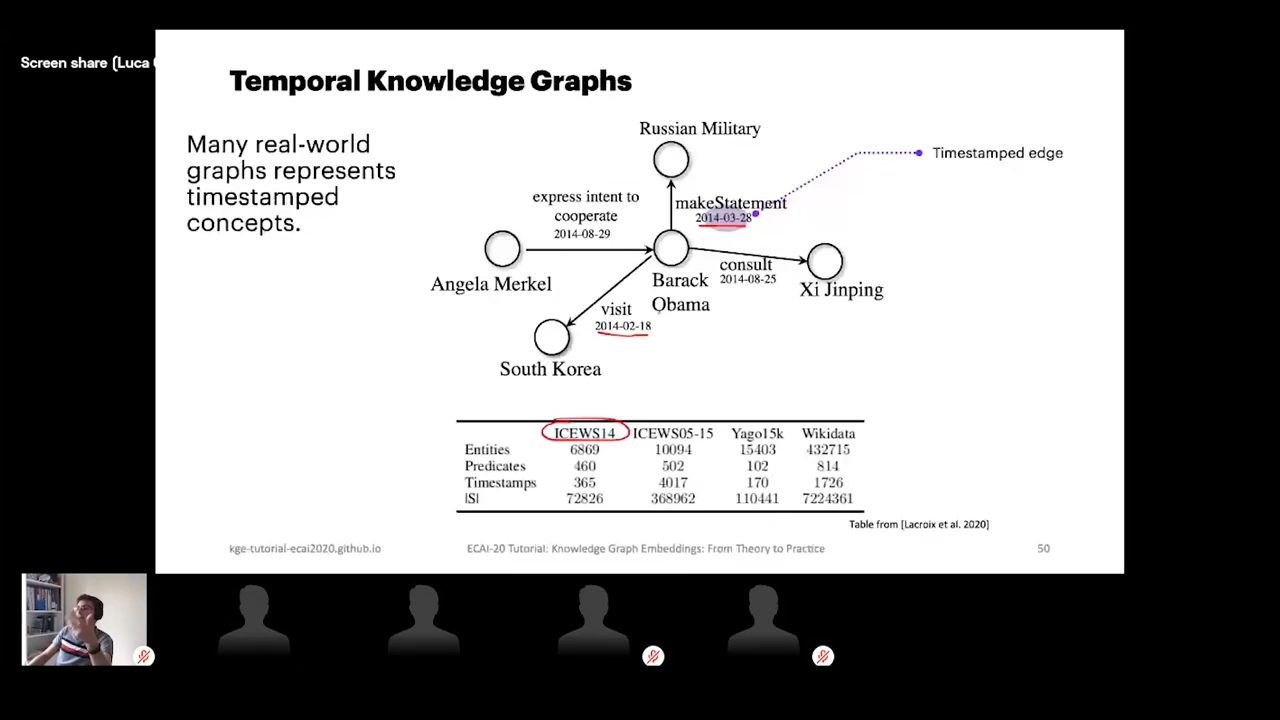 Screen share (Luca
Temporal Knowledge Graphs
Many real-world
graphs represents
timestamped
concepts.
Russian Military
Timestamped edge
express intent to
cooperate
2014-08-29
makeStatement
2014-03-28
Angela Merkel
Barack
Obama
consult
2014-08-25
Xi Jinping
visit
2014-02-18
South Korea
ICEWS14 ICEWS05-15 Yago15k Wikidata
Entities 6869 10094 15403 432715
Predicates 460 502 102 814
Timestamps 365 4017 170 1726
|S| 72826 368962 110441 7224361
Table from [Lacroix et al. 2020]
kge-tutorial-ecai2020.github.io ECAI-20 Tutorial: Knowledge Graph Embeddings: From Theory to Practice 50